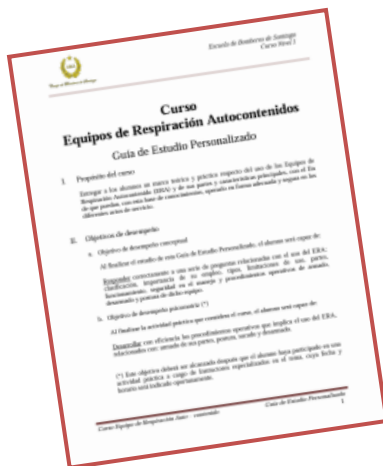 Escuela de Bomberos de Santiago
Curso Nivel 1
Curso
Equipos de Respiración Autocontenidos
Guía de Estudio Personalizado
I. Propósito del curso
Entregar a los alumnos un marco teórico y práctico respecto del uso de los Equipos de
Respiración Autocontenido (ERA) y de sus partes y características principales, con el fin
de que puedan, con esta base de conocimientos, operarlo en forma adecuada y segura en los
diferentes actos de servicio.
II. Objetivos de desempeño
a. Objetivo de desempeño conceptual
Al finalizar el estudio de esta Guía de Estudio Personalizado, el alumno será capaz de:
Responder correctamente a una serie de preguntas relacionadas con el uso del ERA:
clasificación, importancia de su empleo, tipos, limitaciones de uso, partes,
funcionamiento, seguridad en el manejo y procedimientos operativos de armado,
desarmado y postura de dicho equipo.
b. Objetivo de desempeño (*)
Al finalizar la actividad práctica que considera el curso, el alumno será capaz de:
Desarrollar con eficiencia los procedimientos operativos que implica el uso del ERA,
relacionados con: armado de sus partes, postura, sacado y desarmado.
(*) Este objetivo deberá ser alcanzado después que el alumno haya participado en una
actividad práctica a cargo de Instructores especializados en el tema, cuya fecha y
horario será indicado oportunamente.
Curso Equipo de Respiración Auto contenido
Guía de Estudio Personalizado
1